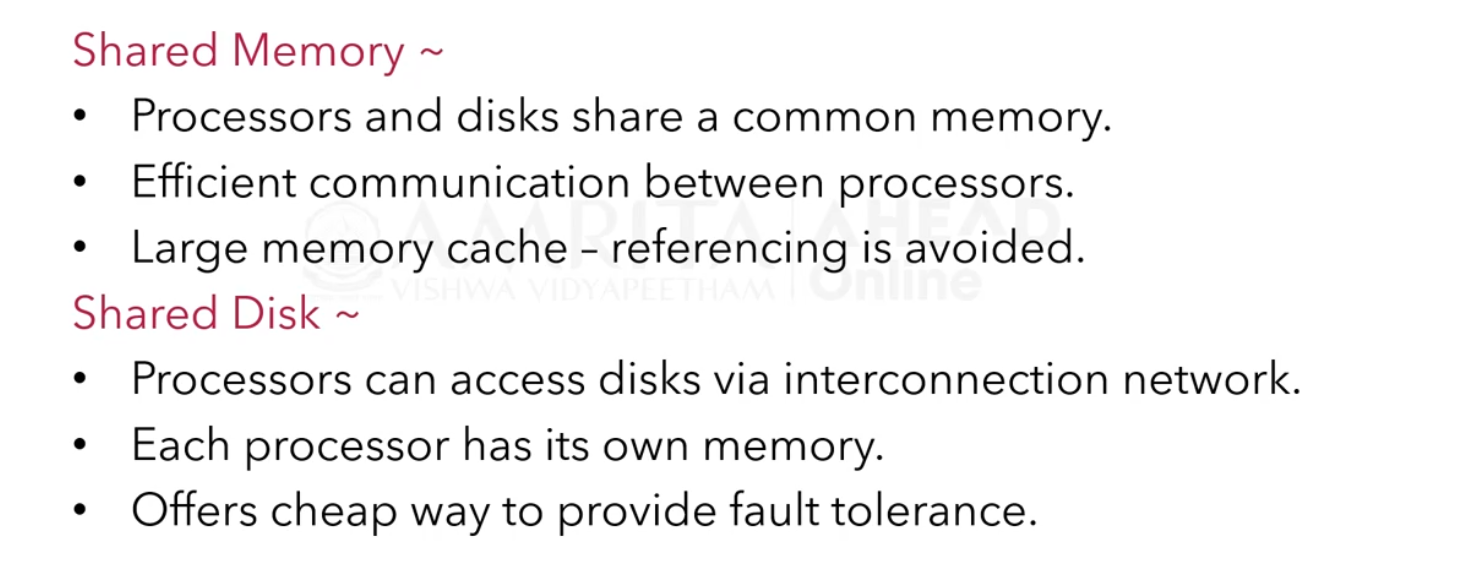 Shared Memory ~
• Processors and disks share a common memory.
• Efficient communication between processors.
• Large memory cache – referencing is avoided.
AMRITA AHEAD
VISHWA VIDYAPEETHAM Online
Shared Disk ~
• Processors can access disks via interconnection network.
• Each processor has its own memory.
• Offers cheap way to provide fault tolerance.